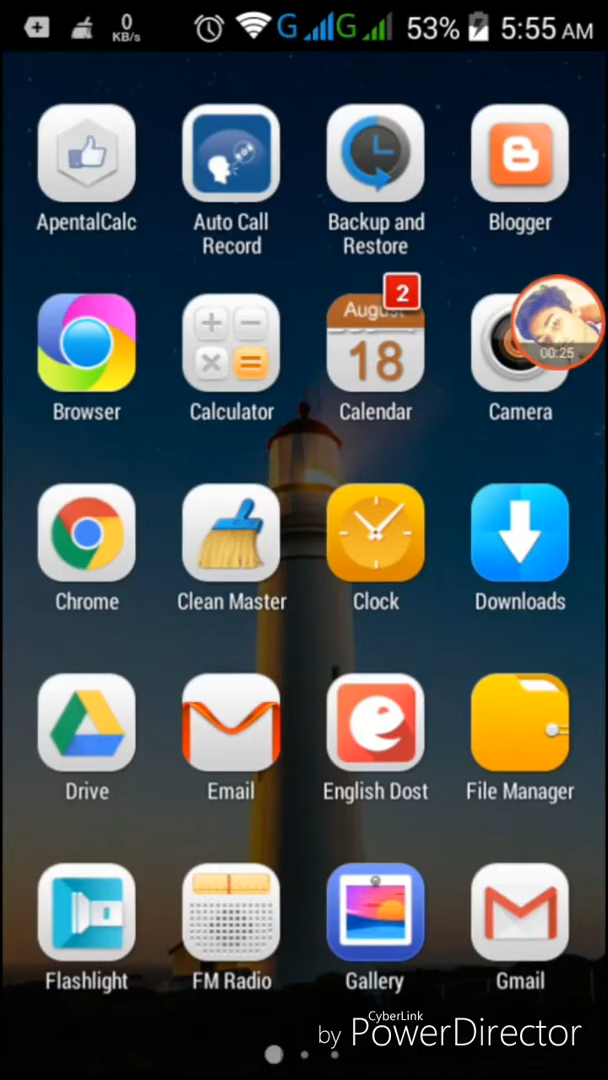 0
KB/s
G
G
53%
5:55 AM
ApentalCalc
Auto Call
Record
Backup and
Restore
Blogger
2
August
18
00:25
Browser
Calculator
Calendar
Camera
Chrome
Clean Master
Clock
Downloads
Drive
Email
English Dost
File Manager
Flashlight
FM Radio
Gallery
Gmail
CyberLink
by PowerDirector